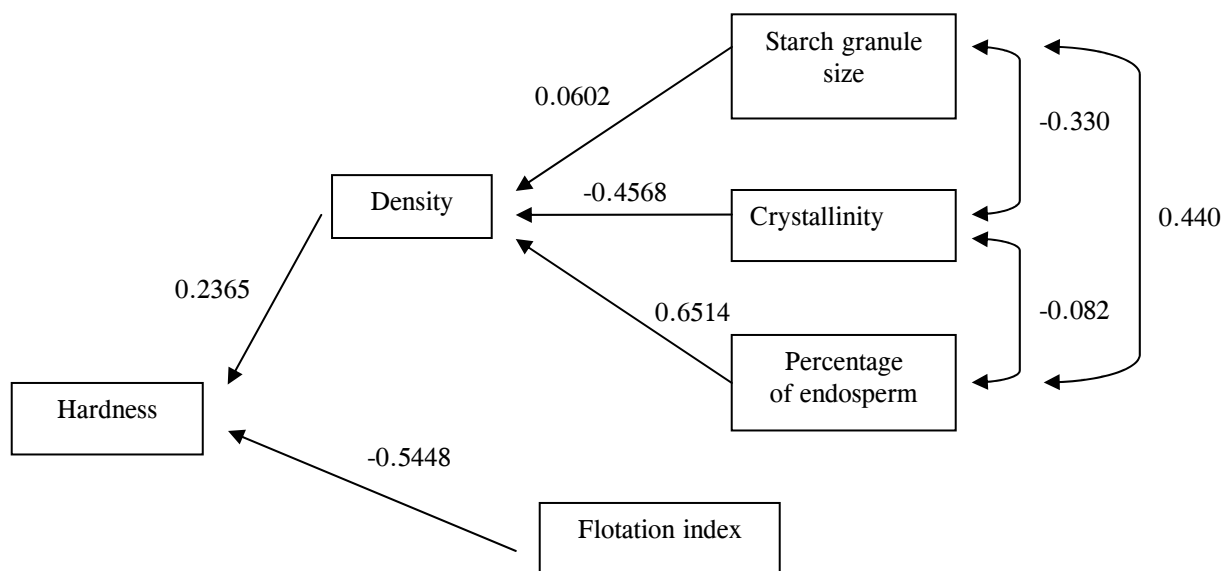 Starch granule
size
0.0602
-0.330
Density
-0.4568
Crystallinity
0.440
0.2365
0.6514
-0.082
Percentage
of endosperm
Hardness
-0.5448
Flotation index